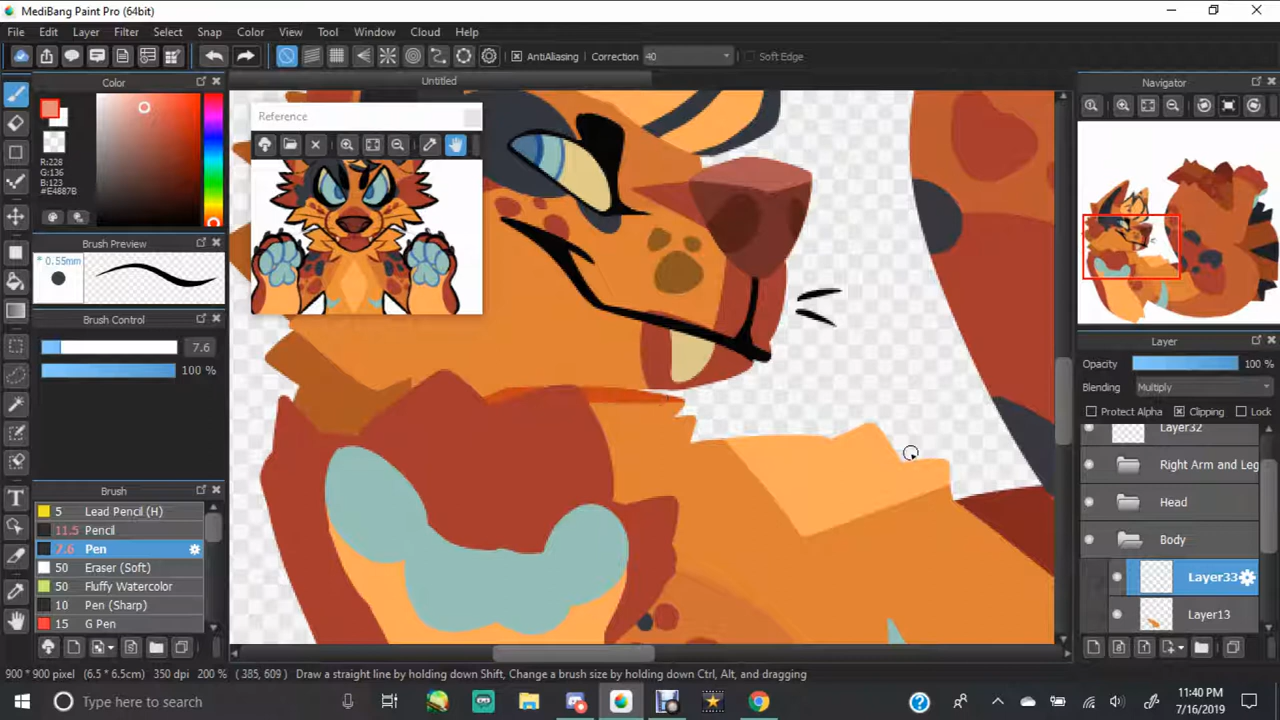 MediBang Paint Pro (64bit)
File Edit Layer Filter Select Snap Color View Tool Window Cloud Help
AntiAliasing Correction 40 Soft Edge
Color
Untitled
Navigator
Reference
R:228
G:136
B:123
#E4887B
Brush Preview
* 0.55mm
Brush Control
7.6
100 %
Layer
Opacity 100 %
Blending Multiply
Protect Alpha Clipping Lock
Layer32
Right Arm and Leg
Head
Body
Layer33
Layer13
Brush
5 Lead Pencil (H)
11.5 Pencil
7.6 Pen
50 Eraser (Soft)
50 Fluffy Watercolor
10 Pen (Sharp)
15 G Pen
900 * 900 pixel (6.5 * 6.5cm) 350 dpi 200 % ( 385, 609) Draw a straight line by holding down Shift, Change a brush size by holding down Ctrl, Alt, and dragging
Type here to search
11:40 PM
7/16/2019